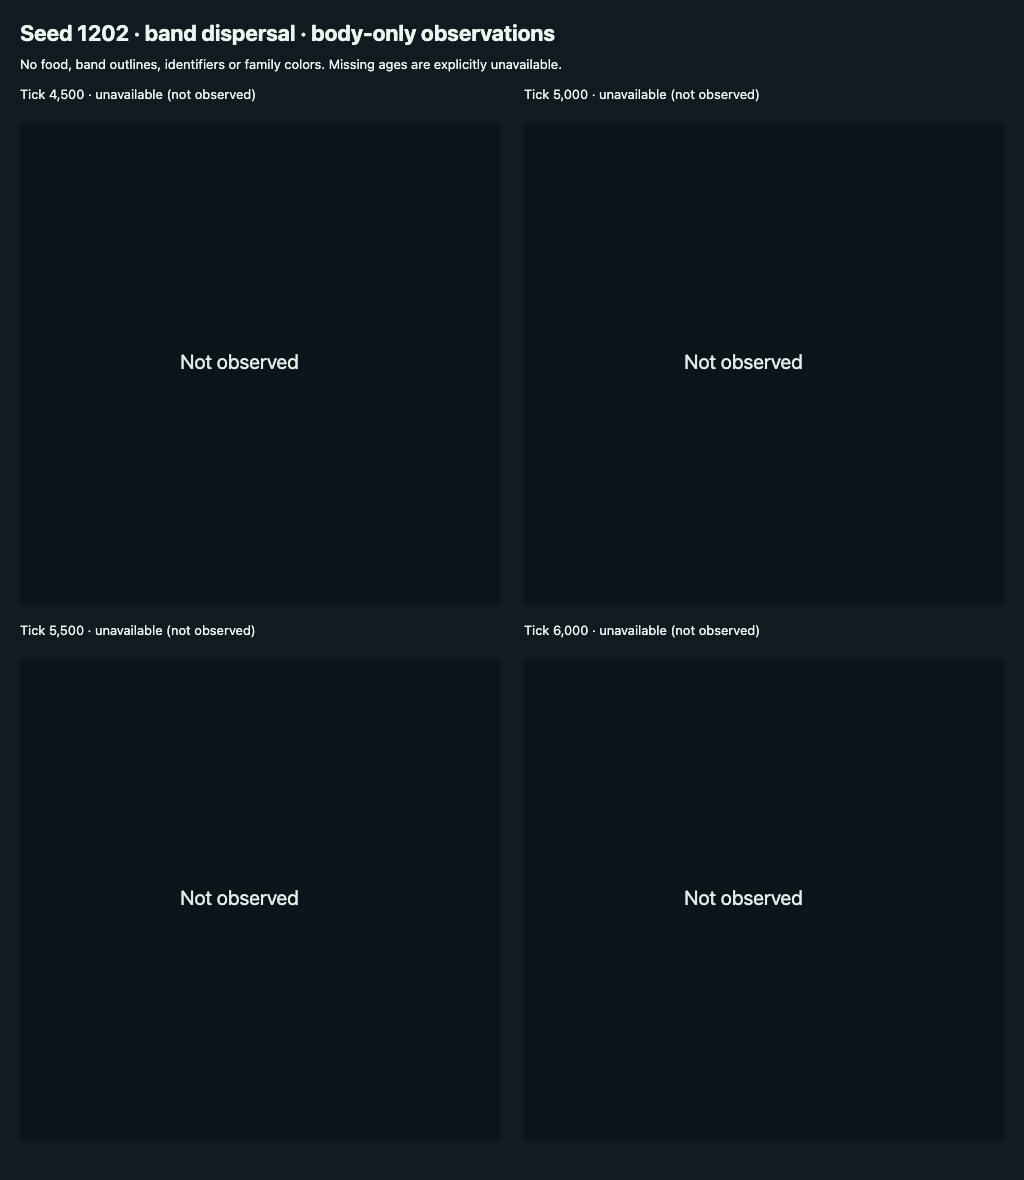 Seed 1202 · band dispersal · body-only observations
No food, band outlines, identifiers or family colors. Missing ages are explicitly unavailable.
Tick 4,500 · unavailable (not observed)
Tick 5,000 · unavailable (not observed)
Not observed
Not observed
Tick 5,500 · unavailable (not observed)
Tick 6,000 · unavailable (not observed)
Not observed
Not observed